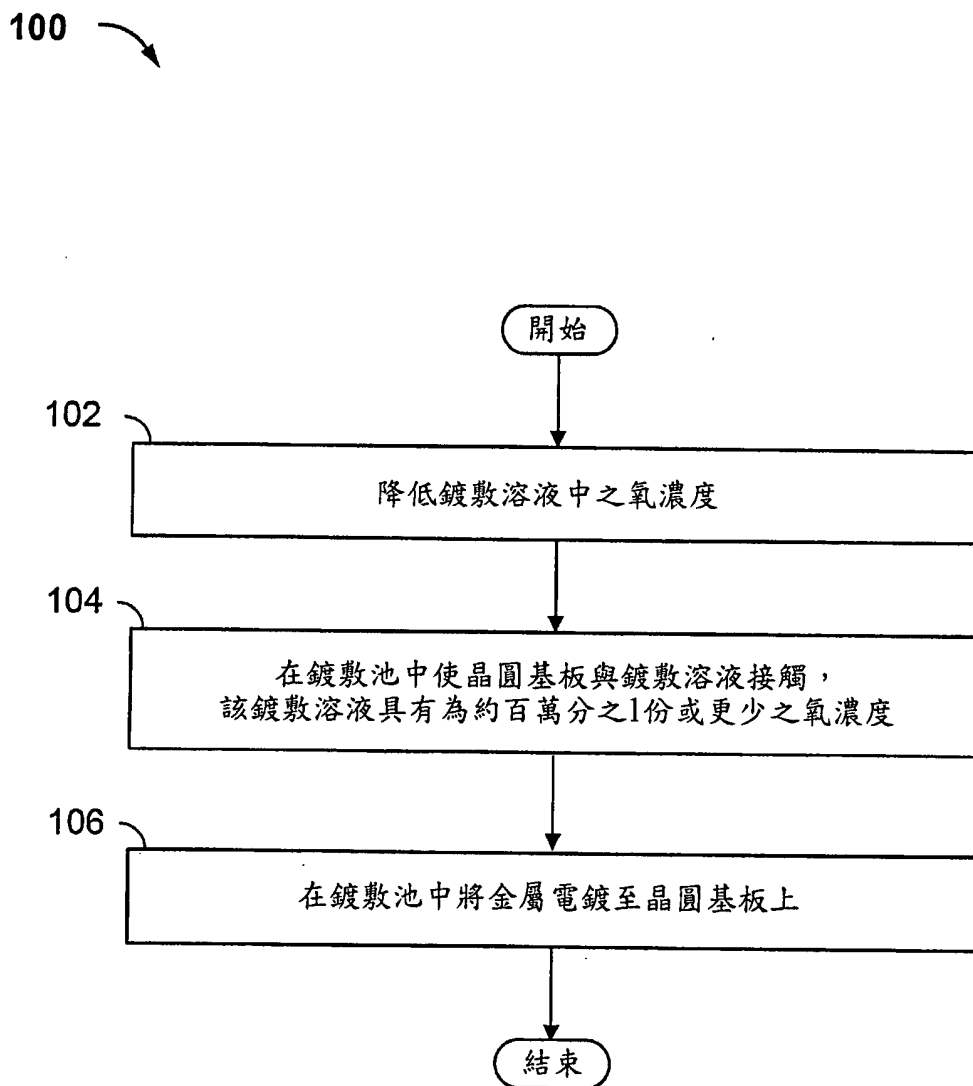 100
開始
102
降低鍍敷溶液中之氧濃度
104
在鍍敷池中使晶圓基板與鍍敷溶液接觸，
該鍍敷溶液具有為約百萬分之1份或更少之氧濃度
106
在鍍敷池中將金屬電鍍至晶圓基板上
結束